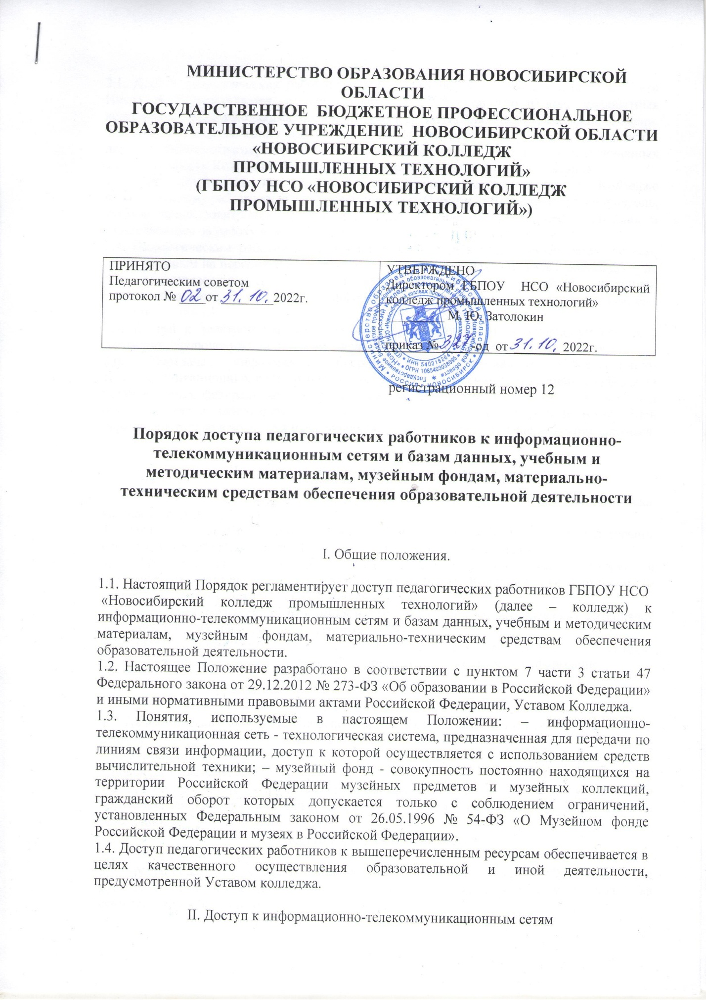 МИНИСТЕРСТВО ОБРАЗОВАНИЯ НОВОСИБИРСКОЙ
ОБЛАСТИ
ГОСУДАРСТВЕННОЕ БЮДЖЕТНОЕ ПРОФЕССИОНАЛЬНОЕ
ОБРАЗОВАТЕЛЬНОЕ УЧРЕЖДЕНИЕ НОВОСИБИРСКОЙ ОБЛАСТИ
«НОВОСИБИРСКИЙ КОЛЛЕДЖ
ПРОМЫШЛЕННЫХ ТЕХНОЛОГИЙ»
(ГБПОУ НСО «НОВОСИБИРСКИЙ КОЛЛЕДЖ
ПРОМЫШЛЕННЫХ ТЕХНОЛОГИЙ»)
ПРИНЯТО
Педагогическим советом
протокол № 02 от 31.10. 2022г.
УТВЕРЖДЕНО
Директором ГБПОУ НСО «Новосибирский
колледж промышленных технологий»
М. Ю. Затолокин
приказ № -од от 31.10. 2022г.
Министерство образования Новосибирской области
РОССИЯ г. НОВОСИБИРСК
ОГРН 1065403038095
регистрационный номер 12
Порядок доступа педагогических работников к информационно-
телекоммуникационным сетям и базам данных, учебным и
методическим материалам, музейным фондам, материально-
техническим средствам обеспечения образовательной деятельности
I. Общие положения.
1.1. Настоящий Порядок регламентирует доступ педагогических работников ГБПОУ НСО
«Новосибирский колледж промышленных технологий» (далее – колледж) к
информационно-телекоммуникационным сетям и базам данных, учебным и методическим
материалам, музейным фондам, материально-техническим средствам обеспечения
образовательной деятельности.
1.2. Настоящее Положение разработано в соответствии с пунктом 7 части 3 статьи 47
Федерального закона от 29.12.2012 № 273-ФЗ «Об образовании в Российской Федерации»
и иными нормативными правовыми актами Российской Федерации, Уставом Колледжа.
1.3. Понятия, используемые в настоящем Положении: – информационно-
телекоммуникационная сеть - технологическая система, предназначенная для передачи по
линиям связи информации, доступ к которой осуществляется с использованием средств
вычислительной техники; – музейный фонд - совокупность постоянно находящихся на
территории Российской Федерации музейных предметов и музейных коллекций,
гражданский оборот которых допускается только с соблюдением ограничений,
установленных Федеральным законом от 26.05.1996 № 54-ФЗ «О Музейном фонде
Российской Федерации и музеях в Российской Федерации».
1.4. Доступ педагогических работников к вышеперечисленным ресурсам обеспечивается в
целях качественного осуществления образовательной и иной деятельности,
предусмотренной Уставом колледжа.
II. Доступ к информационно-телекоммуникационным сетям